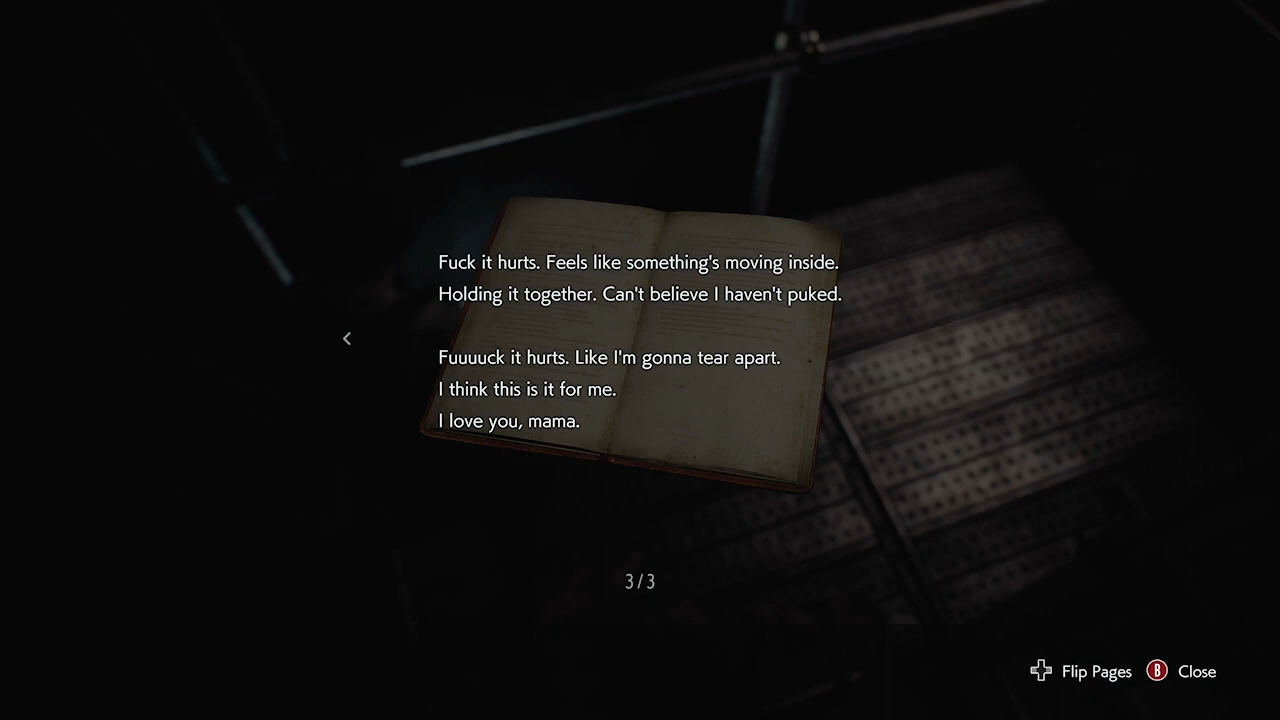 Fuck it hurts. Feels like something's moving inside.
Holding it together. Can't believe I haven't puked.
Fuuuuck it hurts. Like I'm gonna tear apart.
I think this is it for me.
I love you, mama.
3/3
Flip Pages B Close